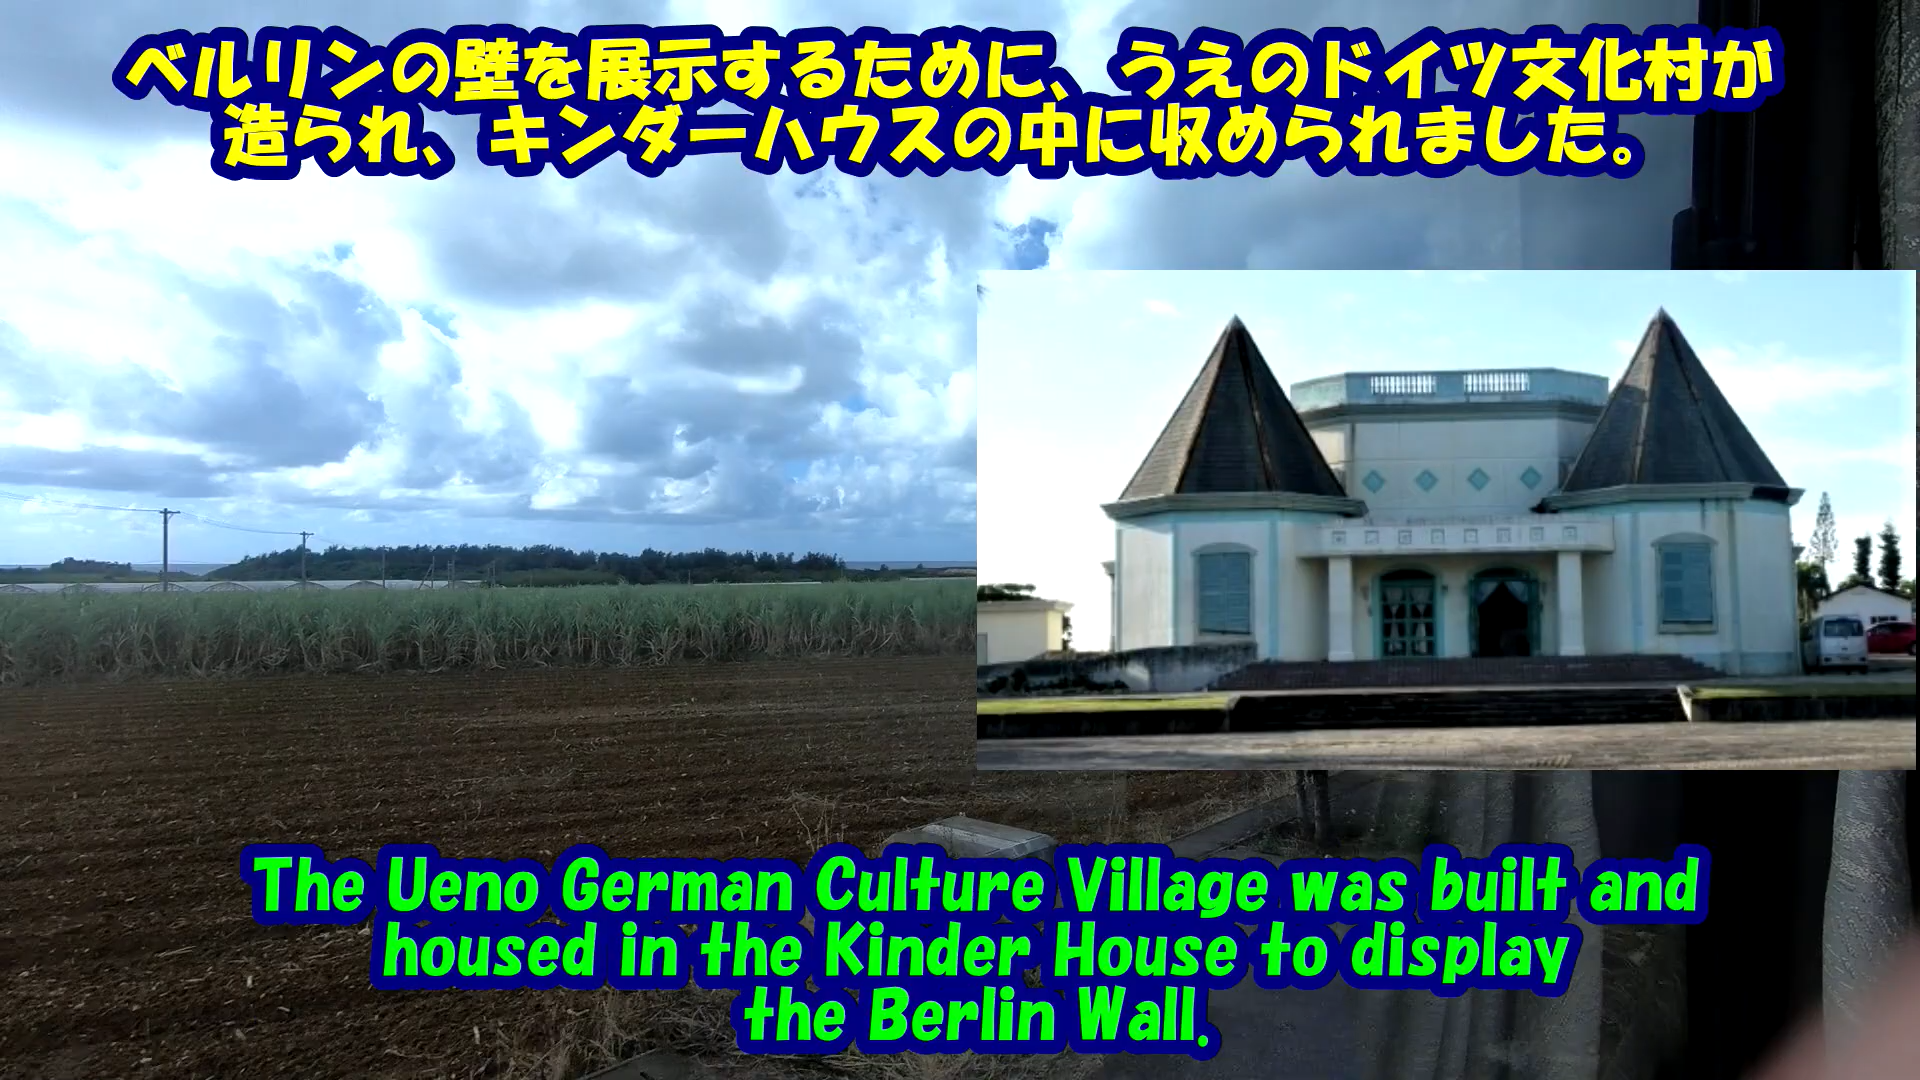 ベルリンの壁を展示するために、うえのドイツ文化村が
造られ、キンダーハウスの中に収められました。
The Ueno German Culture Village was built and
housed in the Kinder House to display
the Berlin Wall.